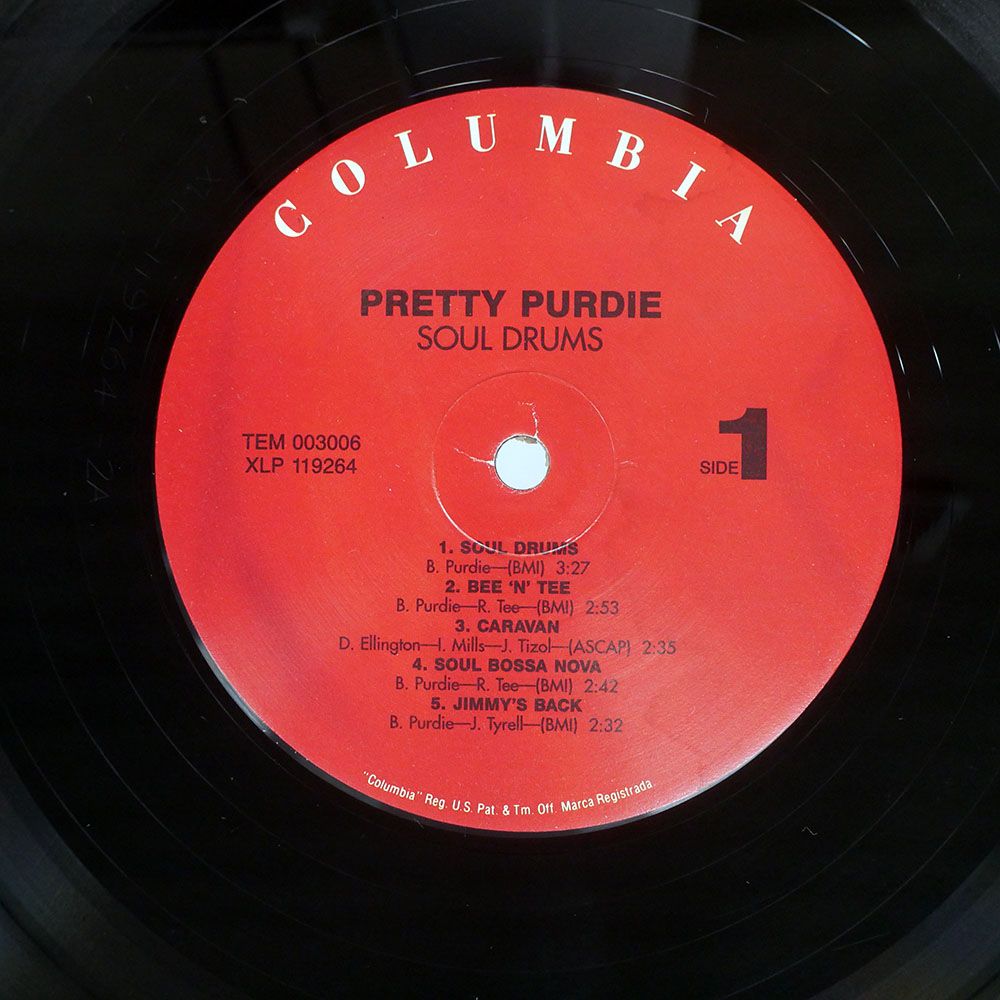 COLUMBIA
PRETTY PURDIE
SOUL DRUMS
TEM 003006
XLP 119264
SIDE 1
1. SOUL DRUMS
B. Purdie—(BMI) 3:27
2. BEE 'N' TEE
B. Purdie—R. Tee—(BMI) 2:53
3. CARAVAN
D. Ellington—I. Mills—J. Tizol—(ASCAP) 2:35
4. SOUL BOSSA NOVA
B. Purdie—R. Tee—(BMI) 2:42
5. JIMMY'S BACK
B. Purdie—J. Tyrell—(BMI) 2:32
"Columbia" Reg. U.S. Pat. & Tm. Off. Marca Registrada.
119264 2A